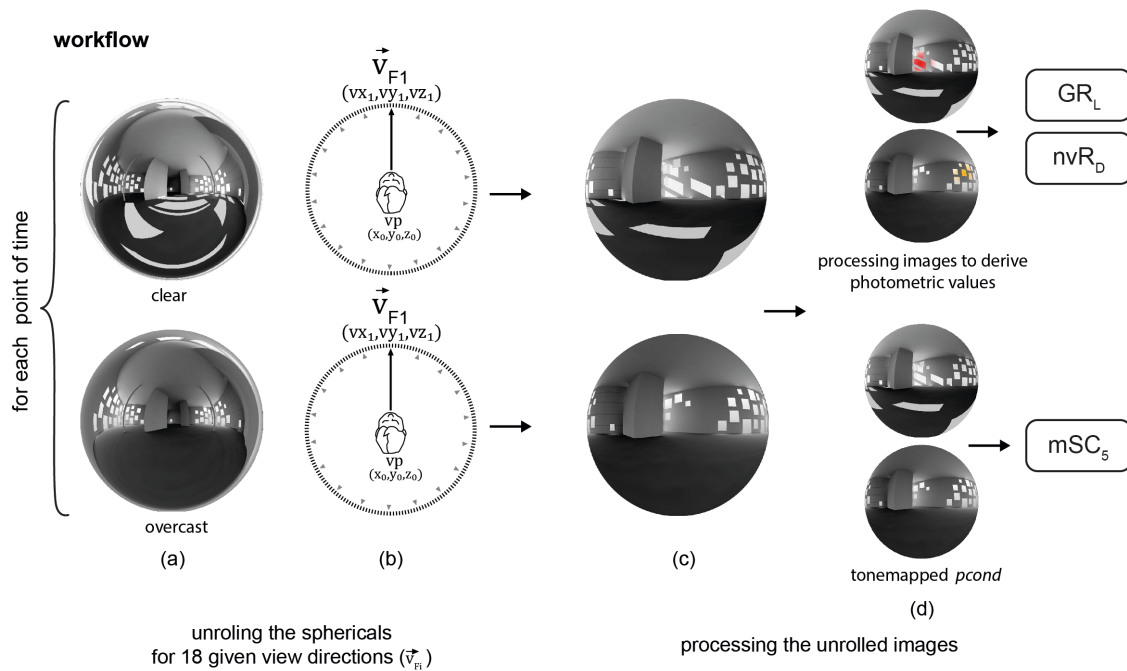 workflow
for each point of time
clear
overcast
(a)
v⃗F1
(vx₁,vy₁,vz₁)
vp
(x₀,y₀,z₀)
v⃗F1
(vx₁,vy₁,vz₁)
vp
(x₀,y₀,z₀)
(b)
unroling the sphericals
for 18 given view directions (v⃗Fi)
(c)
processing images to derive
photometric values
GR_L
nvR_D
tonemapped pcond
mSC₅
(d)
processing the unrolled images